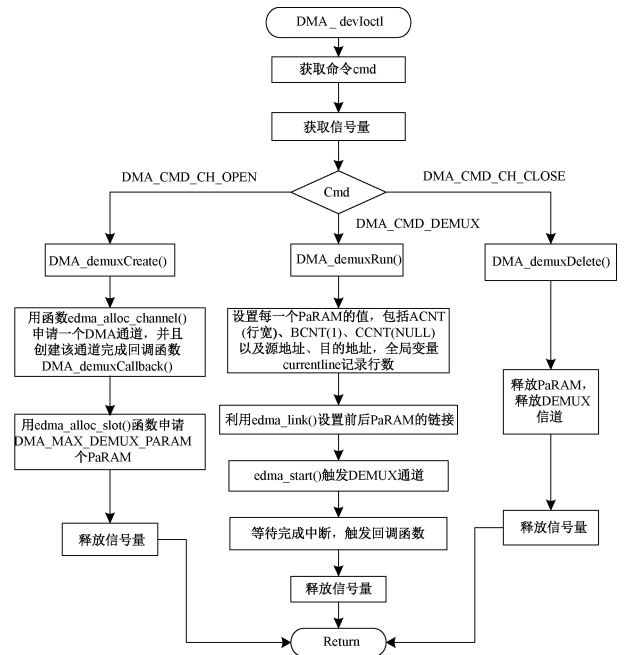 DMA_ devIoctl
获取命令cmd
获取信号量
DMA_CMD_CH_OPEN
Cmd
DMA_CMD_CH_CLOSE
DMA_CMD_DEMUX
DMA_demuxCreate()
用函数edma_alloc_channel()
申请一个DMA通道，并且
创建该通道完成回调函数
DMA_demuxCallback()
用edma_alloc_slot()函数申请
DMA_MAX_DEMUX_PARAM
个PaRAM
释放信号量
DMA_demuxRun()
设置每一个PaRAM的值，包括ACNT
(行宽)、BCNT(1)、CCNT(NULL)
以及源地址、目的地址，全局变量
currentline记录行数
利用edma_link()设置前后PaRAM的链接
edma_start()触发DEMUX通道
等待完成中断，触发回调函数
释放信号量
DMA_demuxDelete()
释放PaRAM，
释放DEMUX
信道
释放信号量
Return